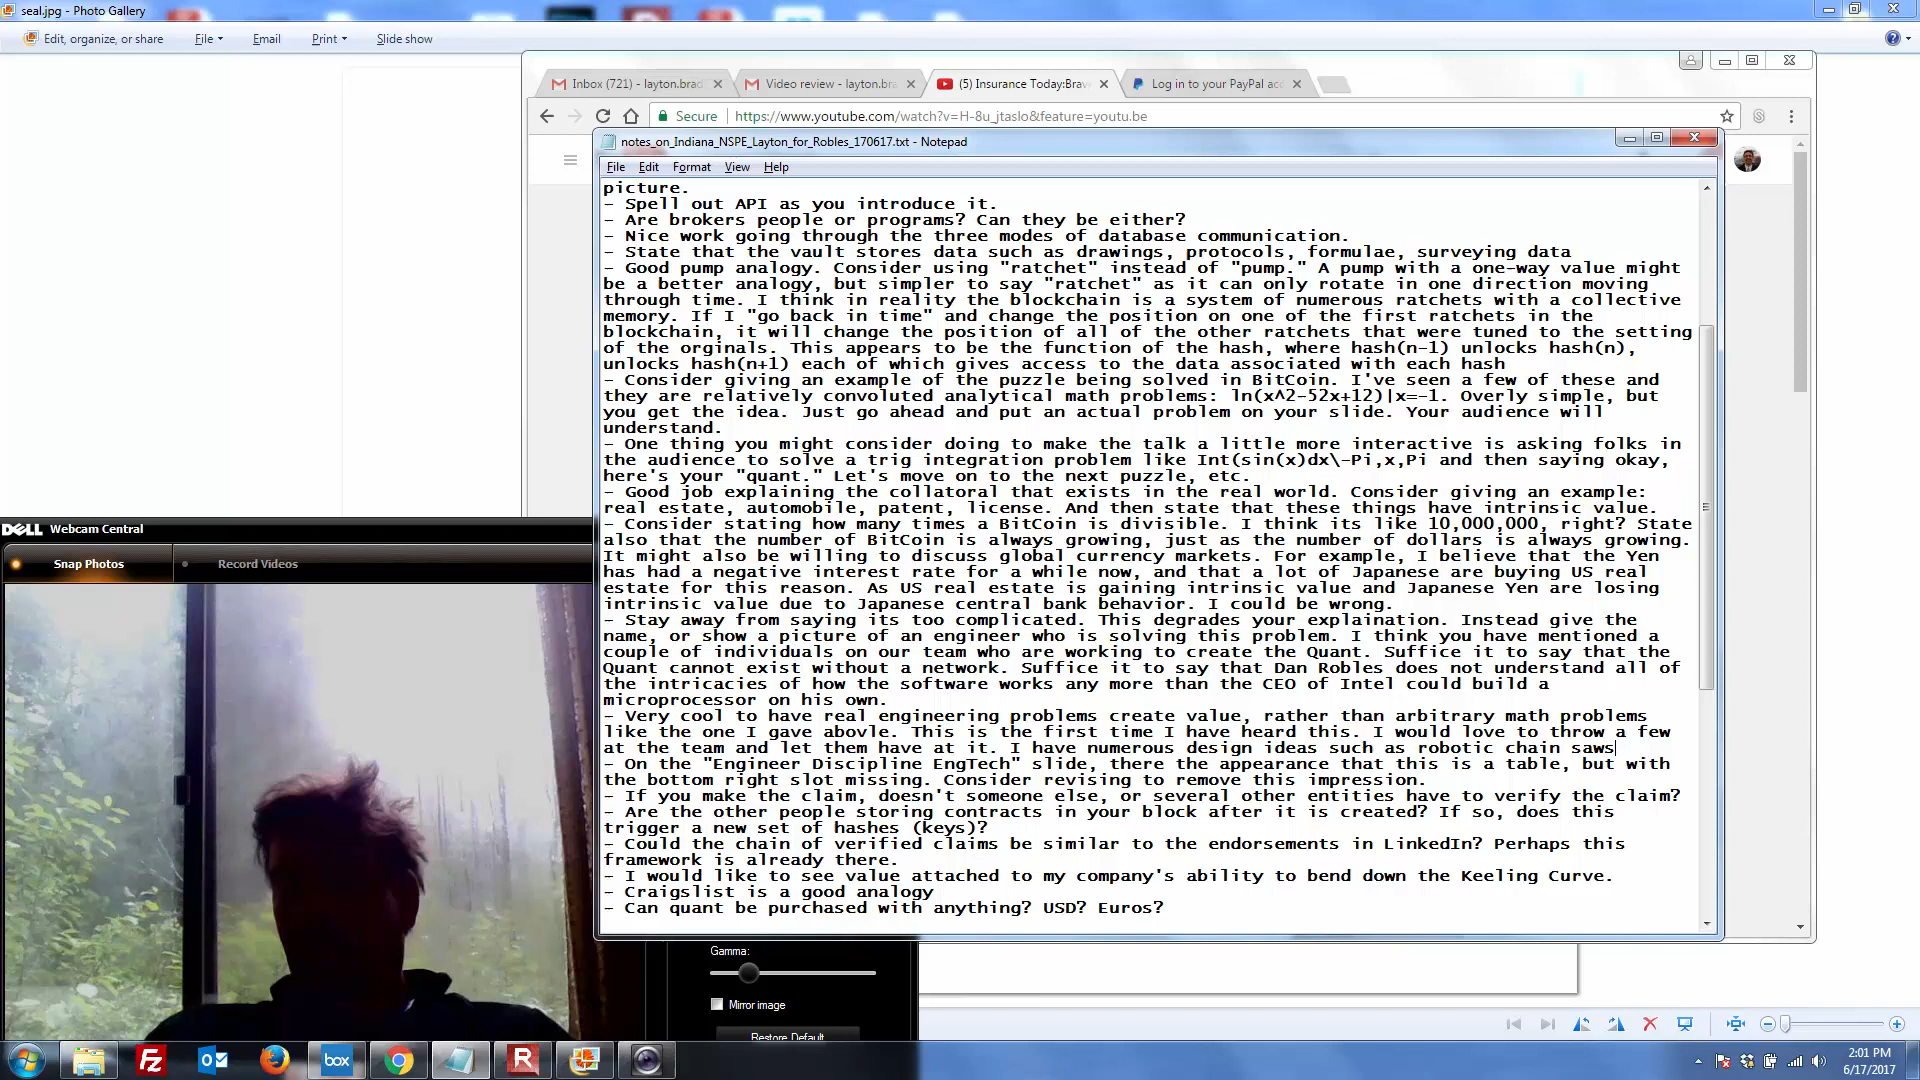 seal.jpg - Photo Gallery
Edit, organize, or share File Email Print Slide show
Inbox (721) - layton.brad Video review - layton.bra (5) Insurance Today:Brave Log in to your PayPal acc
Secure https://www.youtube.com/watch?v=H-8u_jtaslo&feature=youtu.be
notes_on_Indiana_NSPE_Layton_for_Robles_170617.txt - Notepad
File Edit Format View Help
picture.
- Spell out API as you introduce it.
- Are brokers people or programs? Can they be either?
- Nice work going through the three modes of database communication.
- State that the vault stores data such as drawings, protocols, formulae, surveying data
- Good pump analogy. Consider using "ratchet" instead of "pump." A pump with a one-way value might
be a better analogy, but simpler to say "ratchet" as it can only rotate in one direction moving
through time. I think in reality the blockchain is a system of numerous ratchets with a collective
memory. If I "go back in time" and change the position on one of the first ratchets in the
blockchain, it will change the position of all of the other ratchets that were tuned to the setting
of the orginals. This appears to be the function of the hash, where hash(n-1) unlocks hash(n),
unlocks hash(n+1) each of which gives access to the data associated with each hash
- Consider giving an example of the puzzle being solved in BitCoin. I've seen a few of these and
they are relatively convoluted analytical math problems: ln(x^2-52x+12)|x=-1. Overly simple, but
you get the idea. Just go ahead and put an actual problem on your slide. Your audience will
understand.
- One thing you might consider doing to make the talk a little more interactive is asking folks in
the audience to solve a trig integration problem like Int(sin(x)dx\-Pi,x,Pi and then saying okay,
here's your "quant." Let's move on to the next puzzle, etc.
- Good job explaining the collatoral that exists in the real world. Consider giving an example:
real estate, automobile, patent, license. And then state that these things have intrinsic value.
- Consider stating how many times a BitCoin is divisible. I think its like 10,000,000, right? State
also that the number of BitCoin is always growing, just as the number of dollars is always growing.
It might also be willing to discuss global currency markets. For example, I believe that the Yen
has had a negative interest rate for a while now, and that a lot of Japanese are buying US real
estate for this reason. As US real estate is gaining intrinsic value and Japanese Yen are losing
intrinsic value due to Japanese central bank behavior. I could be wrong.
- Stay away from saying its too complicated. This degrades your explaination. Instead give the
name, or show a picture of an engineer who is solving this problem. I think you have mentioned a
couple of individuals on our team who are working to create the Quant. Suffice it to say that the
Quant cannot exist without a network. Suffice it to say that Dan Robles does not understand all of
the intricacies of how the software works any more than the CEO of Intel could build a
microprocessor on his own.
- Very cool to have real engineering problems create value, rather than arbitrary math problems
like the one I gave abovle. This is the first time I have heard this. I would love to throw a few
at the team and let them have at it. I have numerous design ideas such as robotic chain saws
- On the "Engineer Discipline EngTech" slide, there the appearance that this is a table, but with
the bottom right slot missing. Consider revising to remove this impression.
- If you make the claim, doesn't someone else, or several other entities have to verify the claim?
- Are the other people storing contracts in your block after it is created? If so, does this
trigger a new set of hashes (keys)?
- Could the chain of verified claims be similar to the endorsements in LinkedIn? Perhaps this
framework is already there.
- I would like to see value attached to my company's ability to bend down the Keeling Curve.
- Craigslist is a good analogy
- Can quant be purchased with anything? USD? Euros?
DELL Webcam Central
Snap Photos Record Videos
Gamma:
Mirror image
Restore Default
box
2:01 PM
6/17/2017